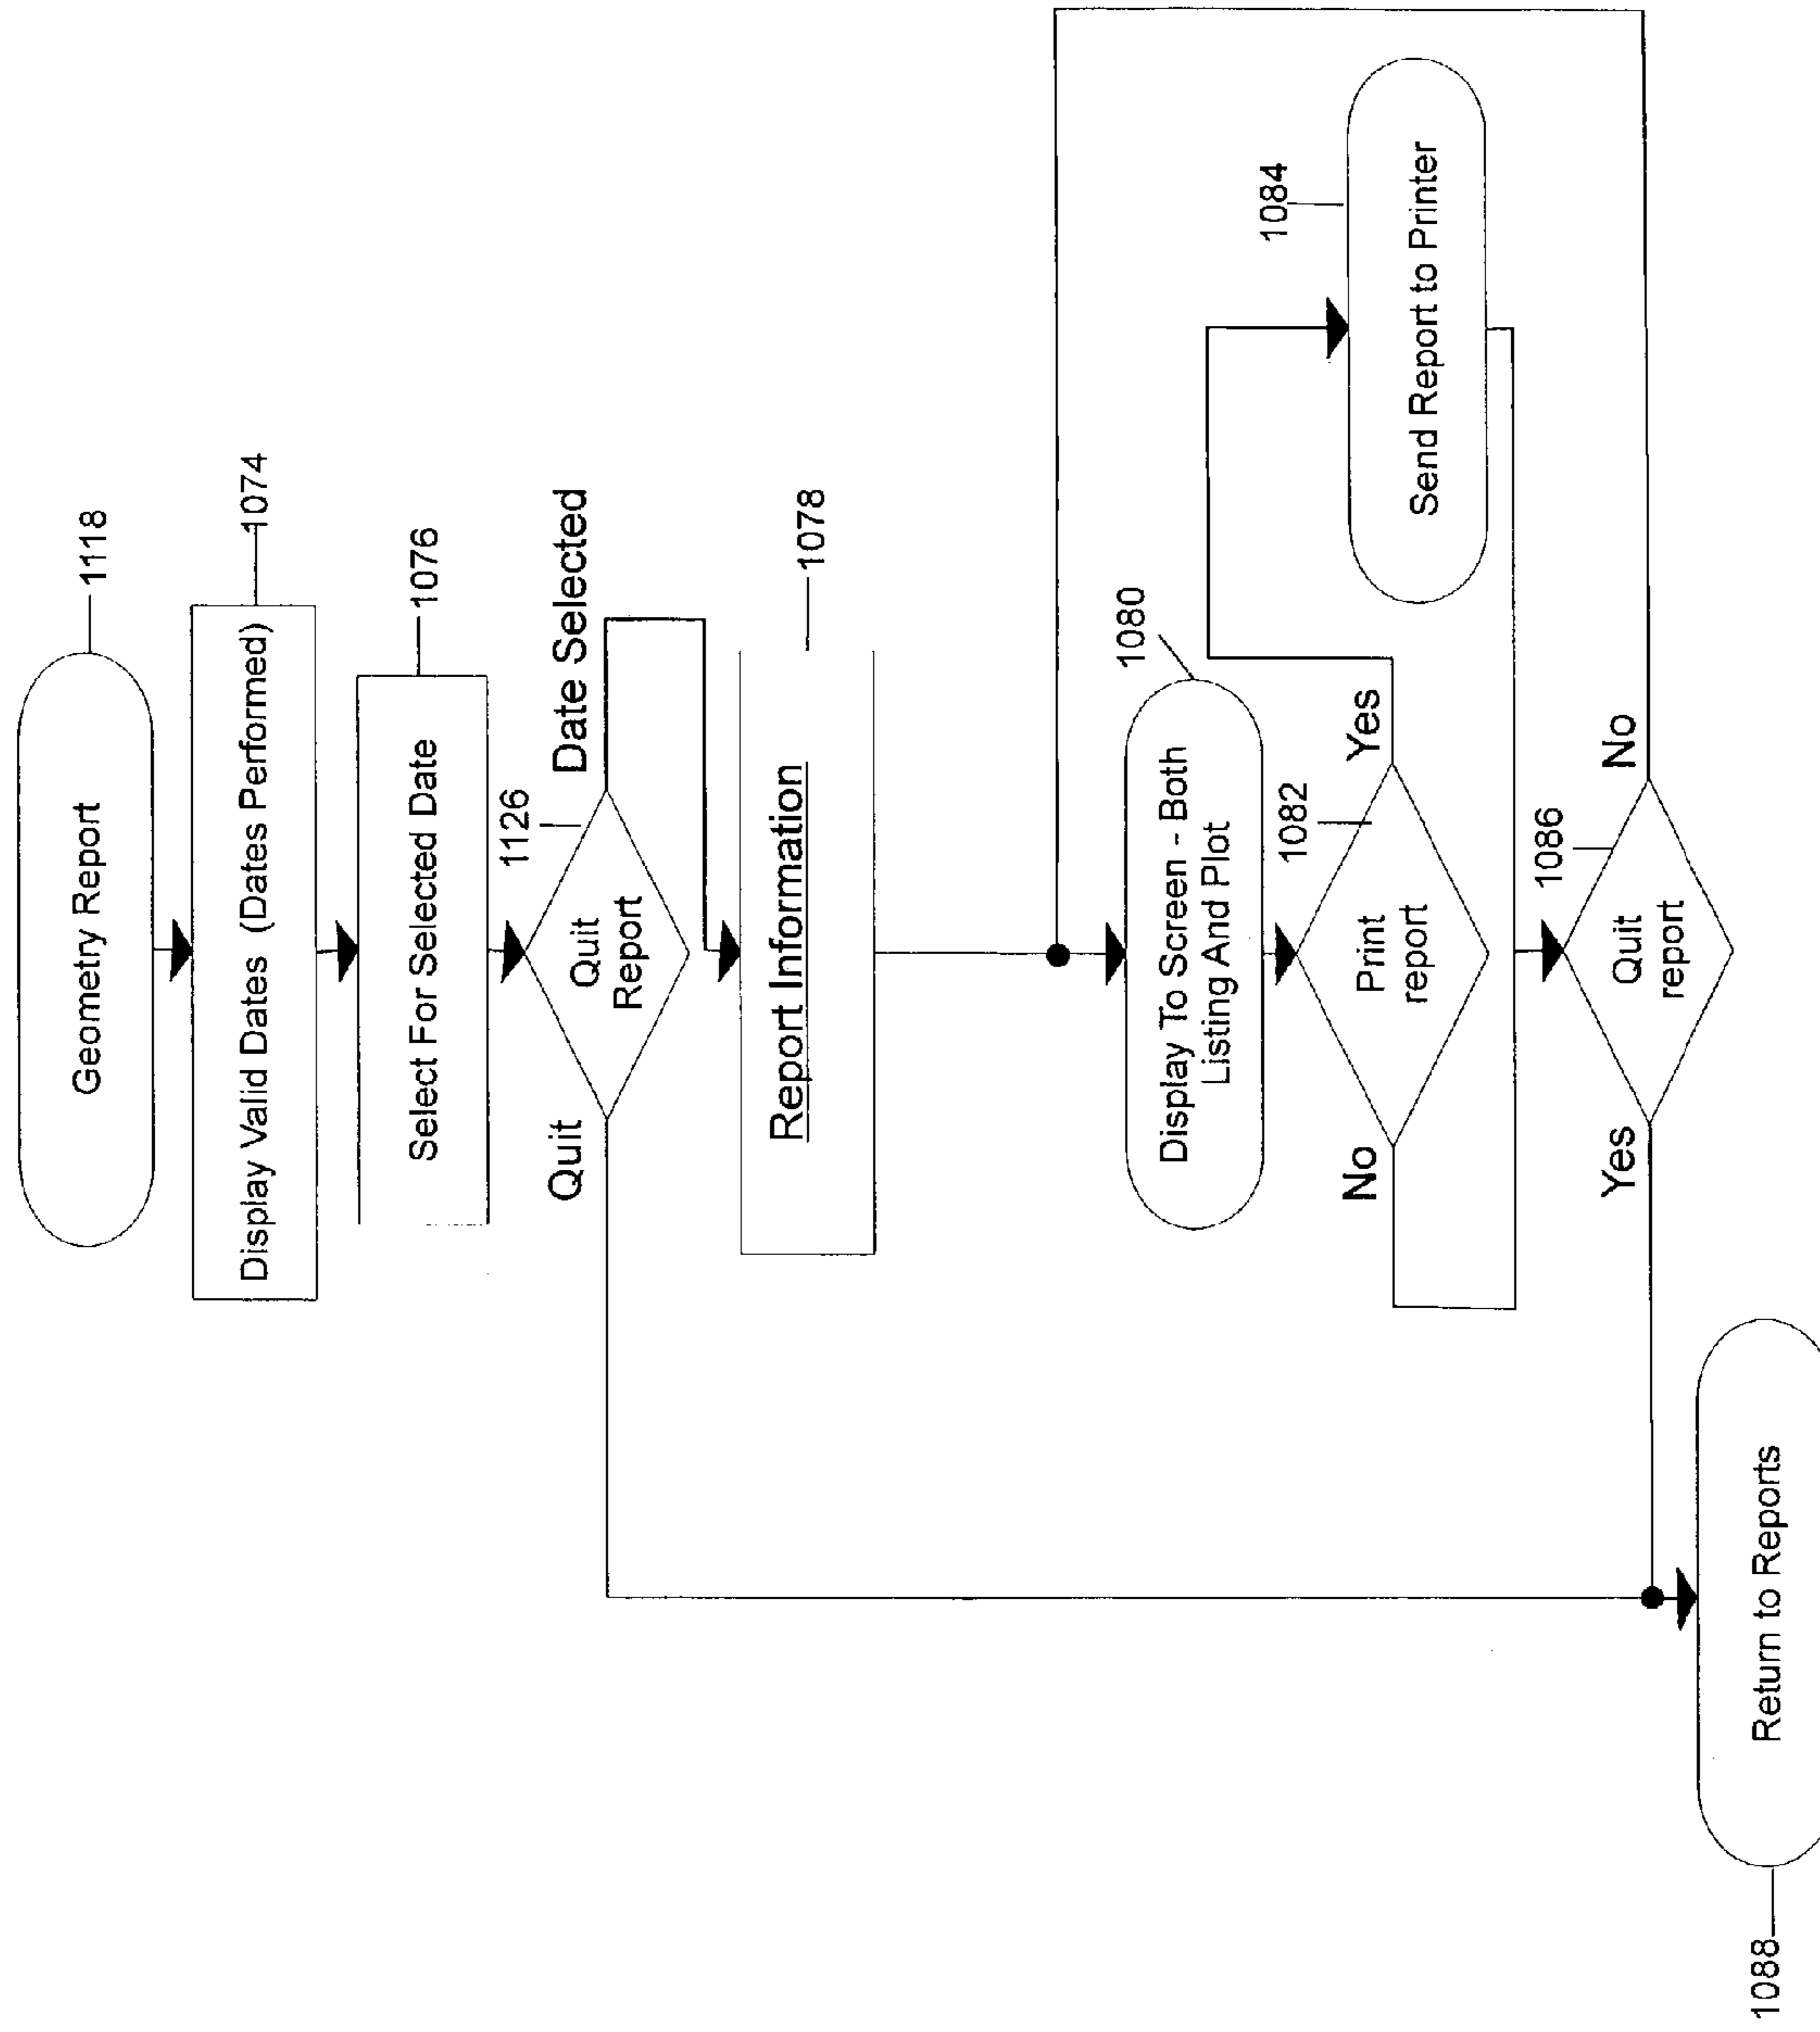 Geometry Report
1118
Display Valid Dates (Dates Performed)
1074
Select For Selected Date
1076
1126
Quit
Report
Quit
Date Selected
Report Information
1078
1080
Display To Screen - Both
Listing And Plot
1082
Print
report
No
Yes
1084
Send Report to Printer
1086
Quit
report
Yes
No
Return to Reports
1088